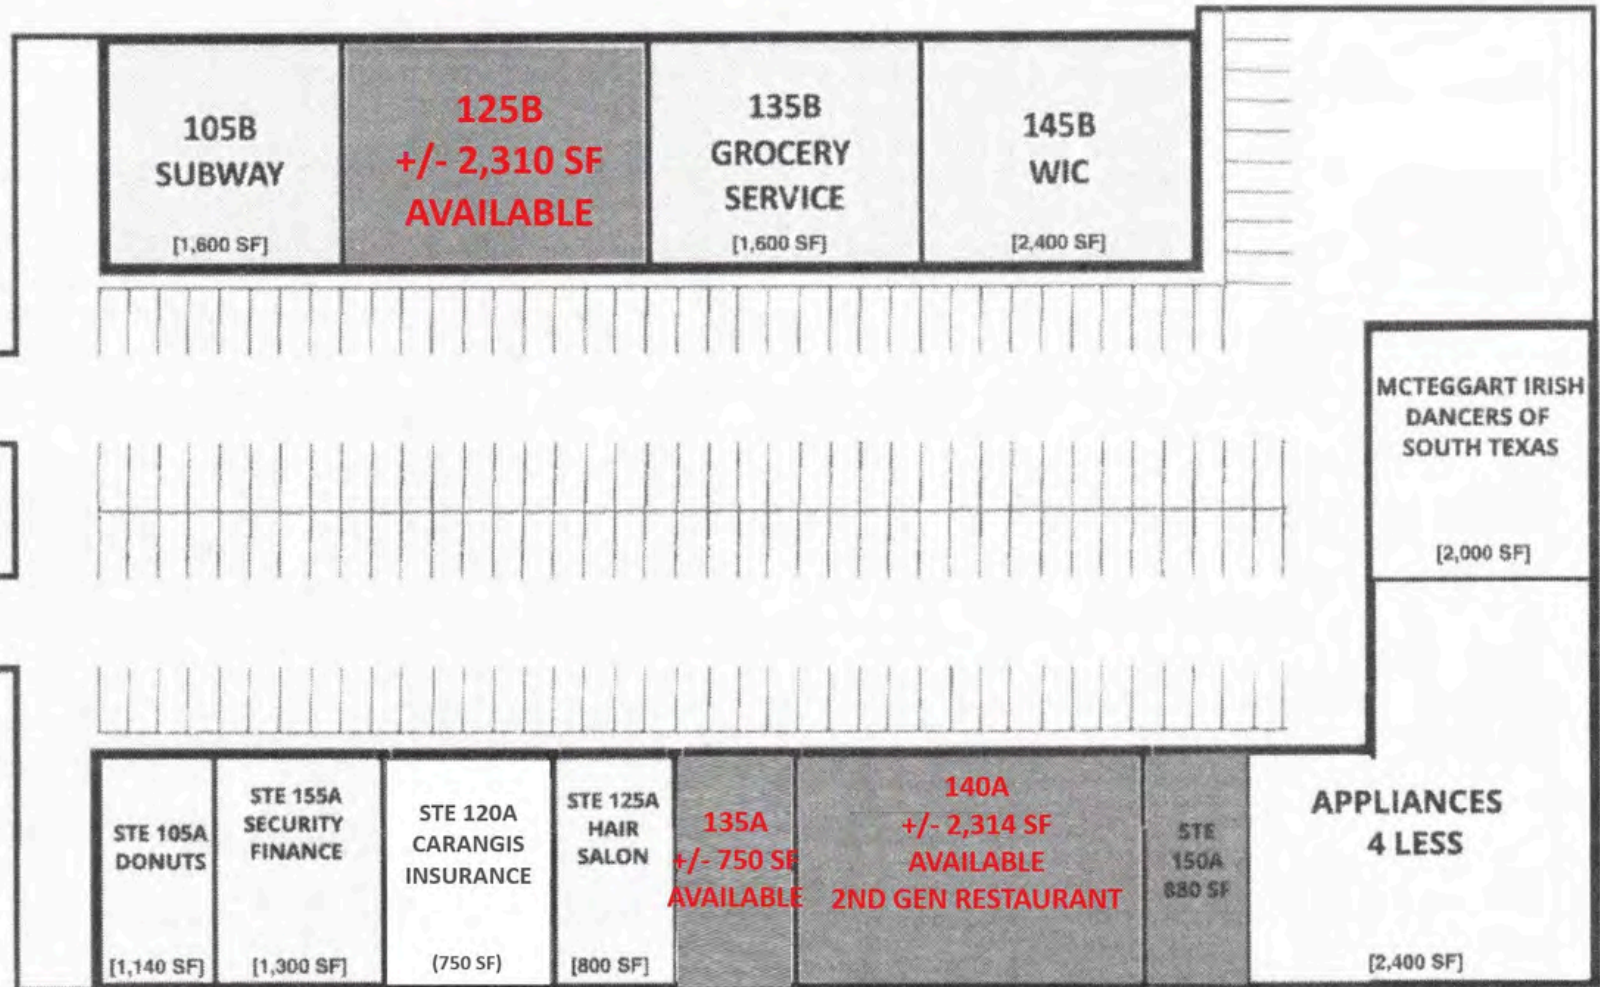 105B
SUBWAY
[1,600 SF]
125B
+/- 2,310 SF
AVAILABLE
135B
GROCERY
SERVICE
[1,600 SF]
145B
WIC
[2,400 SF]
MCTEGGART IRISH
DANCERS OF
SOUTH TEXAS
[2,000 SF]
STE 105A
DONUTS
[1,140 SF]
STE 155A
SECURITY
FINANCE
[1,300 SF]
STE 120A
CARANGIS
INSURANCE
(750 SF)
STE 125A
HAIR
SALON
[800 SF]
135A
+/- 750 SF
AVAILABLE
140A
+/- 2,314 SF
AVAILABLE
2ND GEN RESTAURANT
STE
150A
880 SF
APPLIANCES
4 LESS
[2,400 SF]